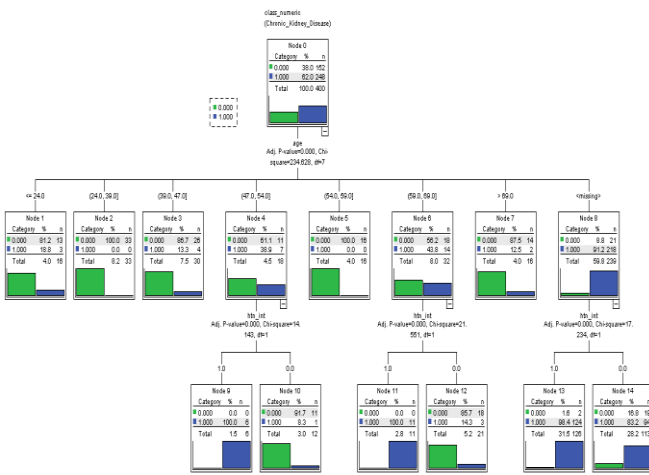 class_numeric
(Chronic_Kidney_Disease)
Node 0
Category % n
0.000 38.0 152
1.000 62.0 248
Total 100.0 400
0.000
1.000
age
Adj. P-value=0.000, Chi-
square=234.628, df=7
<= 24.0
(24.0, 39.0]
(39.0, 47.0]
(47.0, 54.0]
(54.0, 59.0]
(59.0, 69.0]
> 69.0
<missing>
Node 1
Category % n
0.000 81.2 13
1.000 18.8 3
Total 4.0 16
Node 2
Category % n
0.000 100.0 33
1.000 0.0 0
Total 8.2 33
Node 3
Category % n
0.000 86.7 26
1.000 13.3 4
Total 7.5 30
Node 4
Category % n
0.000 61.1 11
1.000 38.9 7
Total 4.5 18
Node 5
Category % n
0.000 100.0 16
1.000 0.0 0
Total 4.0 16
Node 6
Category % n
0.000 56.2 18
1.000 43.8 14
Total 8.0 32
Node 7
Category % n
0.000 87.5 14
1.000 12.5 2
Total 4.0 16
Node 8
Category % n
0.000 8.8 21
1.000 91.2 218
Total 59.8 239
htn_int
Adj. P-value=0.000, Chi-square=14.
143, df=1
htn_int
Adj. P-value=0.000, Chi-square=21.
551, df=1
htn_int
Adj. P-value=0.000, Chi-square=17.
234, df=1
1.0
0.0
1.0
0.0
1.0
0.0
Node 9
Category % n
0.000 0.0 0
1.000 100.0 6
Total 1.5 6
Node 10
Category % n
0.000 91.7 11
1.000 8.3 1
Total 3.0 12
Node 11
Category % n
0.000 0.0 0
1.000 100.0 11
Total 2.8 11
Node 12
Category % n
0.000 85.7 18
1.000 14.3 3
Total 5.2 21
Node 13
Category % n
0.000 1.6 2
1.000 98.4 124
Total 31.5 126
Node 14
Category % n
0.000 16.8 19
1.000 83.2 94
Total 28.2 113